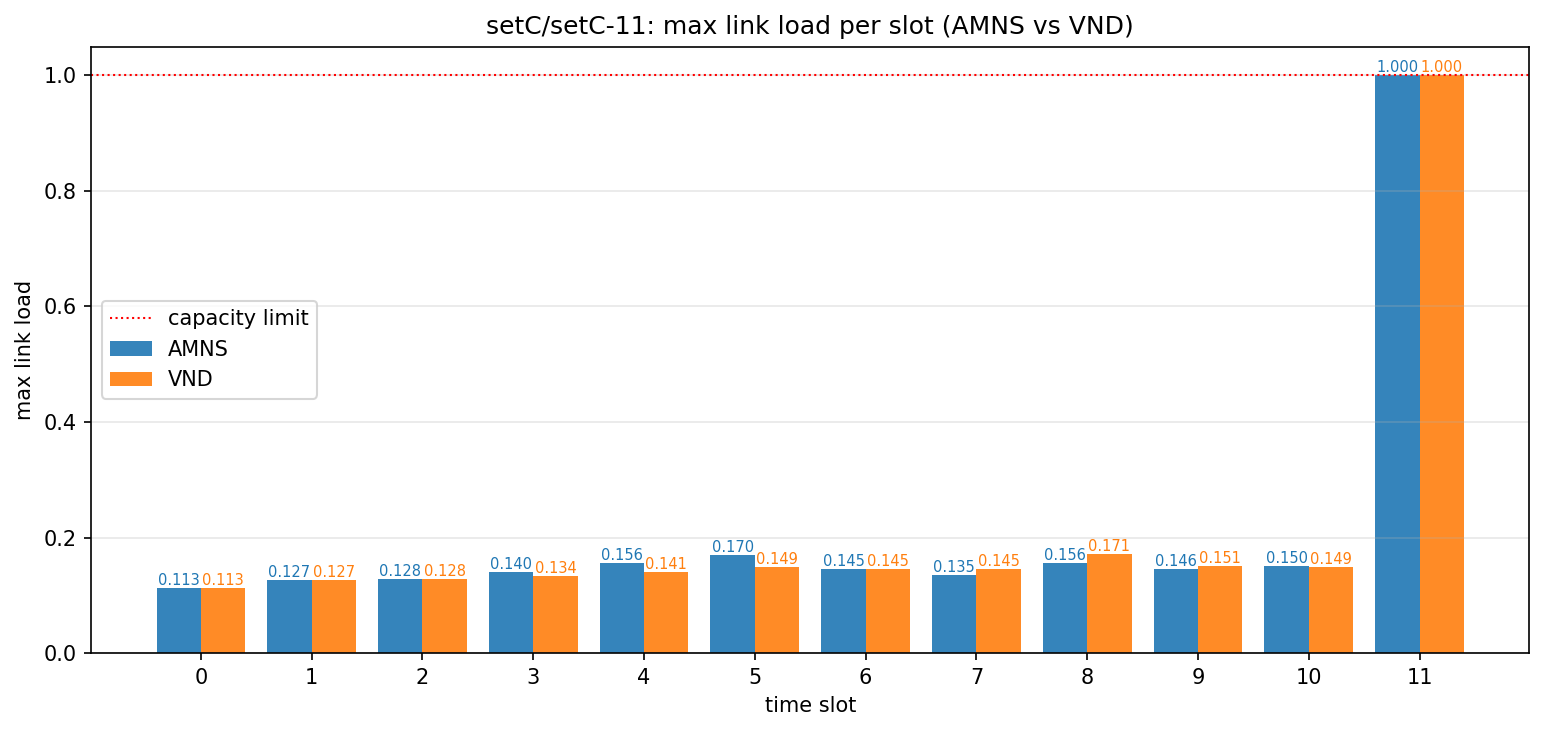 setC/setC-11: max link load per slot (AMNS vs VND)
max link load
1.0
0.8
0.6
0.4
0.2
0.0
capacity limit
AMNS
VND
0.113 0.113 0.127 0.127 0.128 0.128 0.140 0.134 0.156 0.141 0.170 0.149 0.145 0.145 0.135 0.145 0.156 0.171 0.146 0.151 0.150 0.149 1.000 1.000
0 1 2 3 4 5 6 7 8 9 10 11
time slot